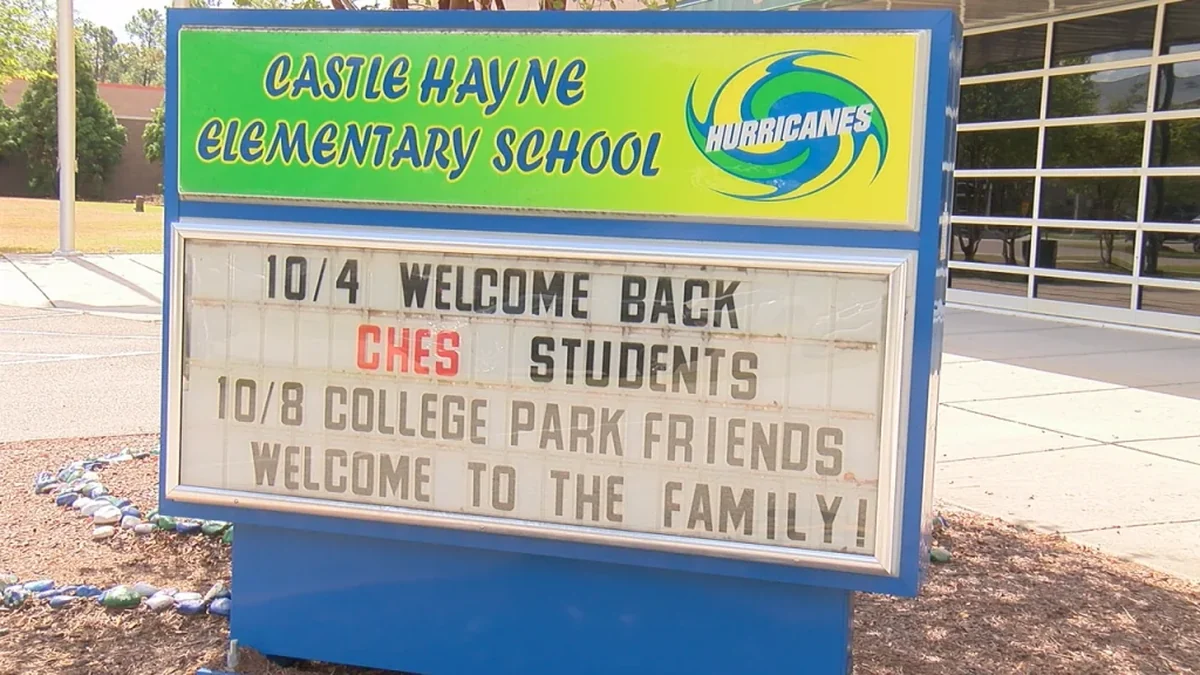 CASTLE HAYNE
ELEMENTARY SCHOOL
HURRICANES
10/4 WELCOME BACK
CHES STUDENTS
10/8 COLLEGE PARK FRIENDS
WELCOME TO THE FAMILY!